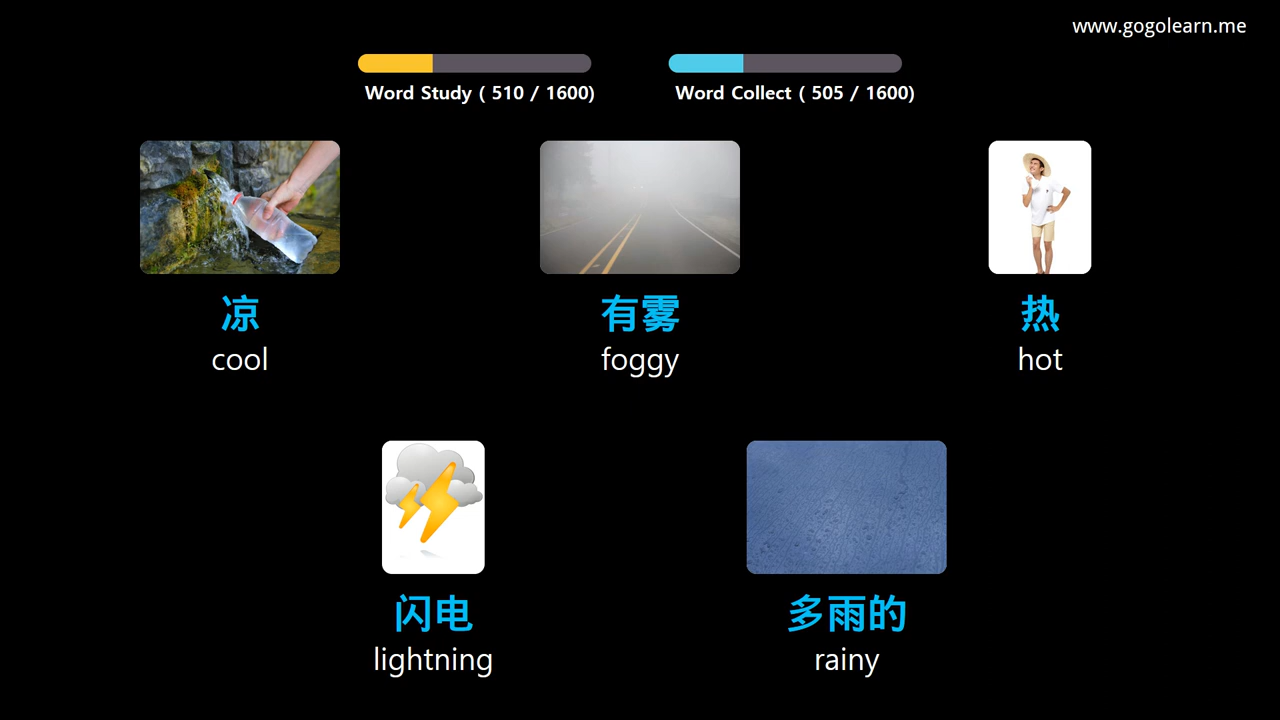 www.gogolearn.me
Word Study ( 510 / 1600)
Word Collect ( 505 / 1600)
凉
cool
有雾
foggy
热
hot
闪电
lightning
多雨的
rainy